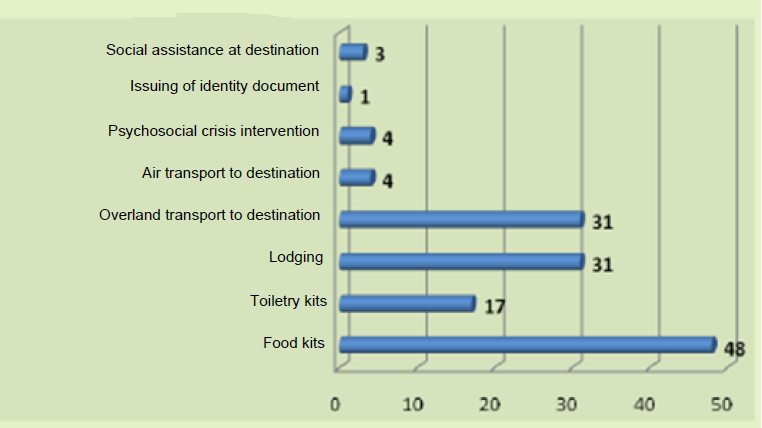 Social assistance at destination 3
Issuing of identity document 1
Psychosocial crisis intervention 4
Air transport to destination 4
Overland transport to destination 31
Lodging 31
Toiletry kits 17
Food kits 48
0 10 20 30 40 50